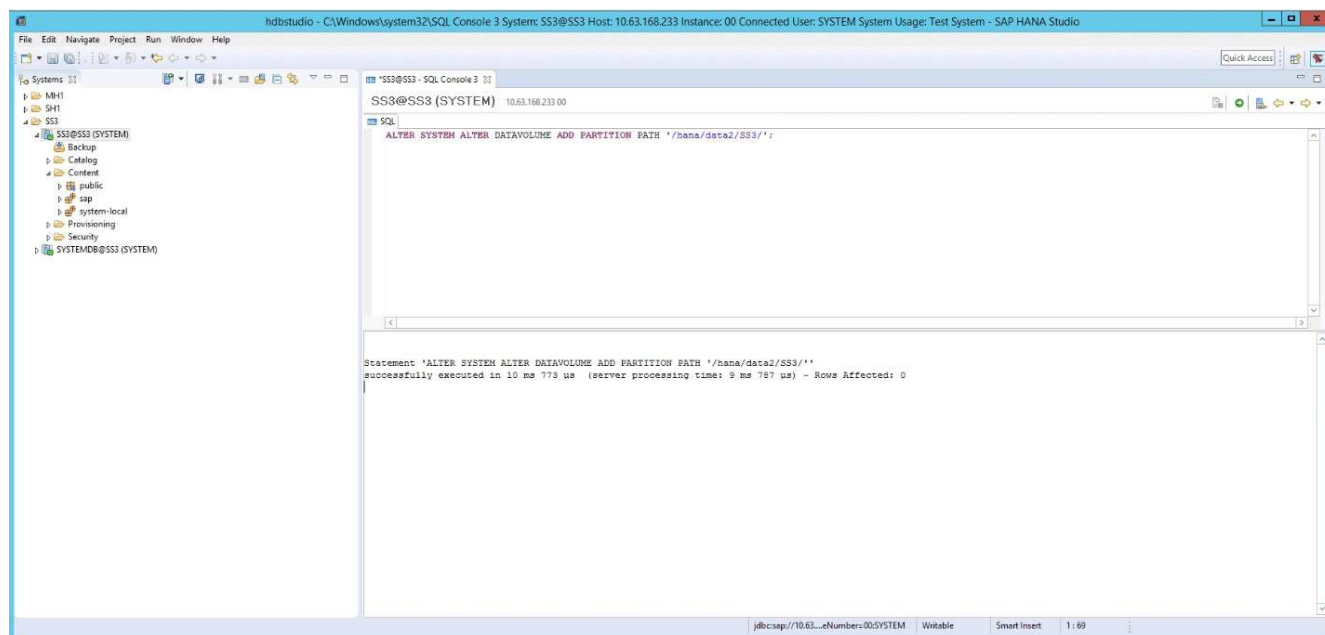 hdbstudio - C:\Windows\system32\SQL Console 3 System: SS3@SS3 Host: 10.63.168.233 Instance: 00 Connected User: SYSTEM System Usage: Test System - SAP HANA Studio
File Edit Navigate Project Run Window Help
Quick Access
Systems
*SS3@SS3 - SQL Console 3
MH1
SH1
SS3
SS3@SS3 (SYSTEM)
Backup
Catalog
Content
public
sap
system-local
Provisioning
Security
SYSTEMDB@SS3 (SYSTEM)
SS3@SS3 (SYSTEM) 10.63.168.233 00
SQL
ALTER SYSTEM ALTER DATAVOLUME ADD PARTITION PATH '/hana/data2/SS3/';
Statement 'ALTER SYSTEM ALTER DATAVOLUME ADD PARTITION PATH '/hana/data2/SS3/''
successfully executed in 10 ms 773 µs (server processing time: 9 ms 787 µs) - Rows Affected: 0
jdbc:sap://10.63....eNumber=00:SYSTEM Writable Smart Insert 1 : 69